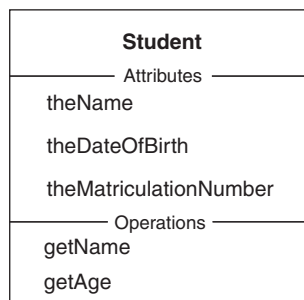 Student
Attributes
theName
theDateOfBirth
theMatriculationNumber
Operations
getName
getAge